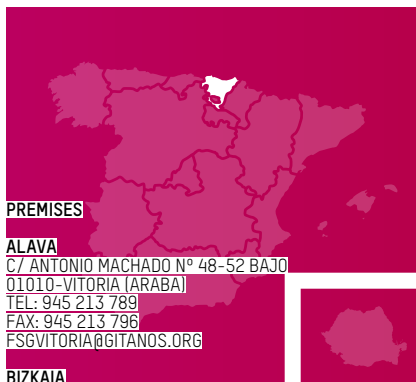 PREMISES
ALAVA
C/ ANTONIO MACHADO Nº 48-52 BAJO
01010-VITORIA (ARABA)
TEL: 945 213 789
FAX: 945 213 796
FSGVITORIA@GITANOS.ORG
BIZKAIA